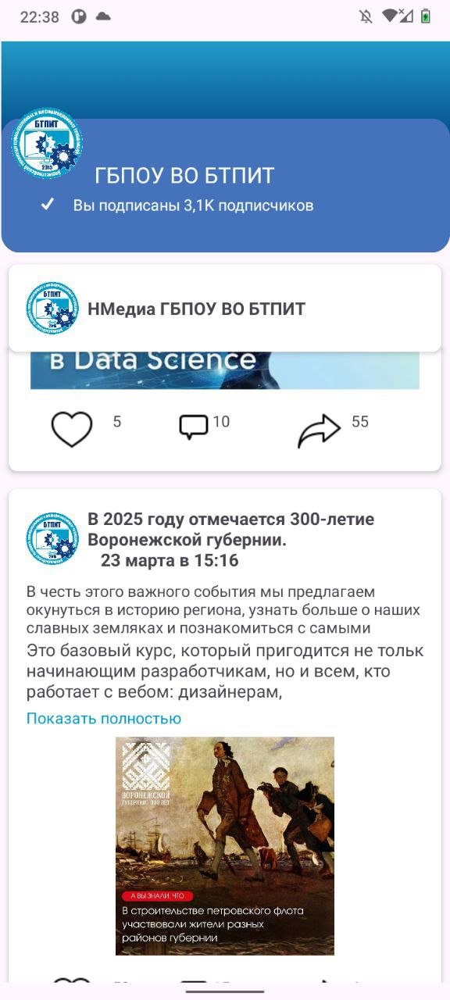 22:38
БТПИТ
2015
ГБПОУ ВО БТПИТ
Вы подписаны 3,1K подписчиков
БТПИТ
НМедиа ГБПОУ ВО БТПИТ
в Data Science
5
10
55
БТПИТ
В 2025 году отмечается 300-летие
Воронежской губернии.
23 марта в 15:16
В честь этого важного события мы предлагаем
окунуться в историю региона, узнать больше о наших
славных земляках и познакомиться с самыми
Это базовый курс, который пригодится не тольк
начинающим разработчикам, но и всем, кто
работает с вебом: дизайнерам,
Показать полностью
ВОРОНЕЖСКОЙ
ГУБЕРНИИ · 300 ЛЕТ
А ВЫ ЗНАЛИ, ЧТО
В строительстве петровского флота
участвовали жители разных
районов губернии